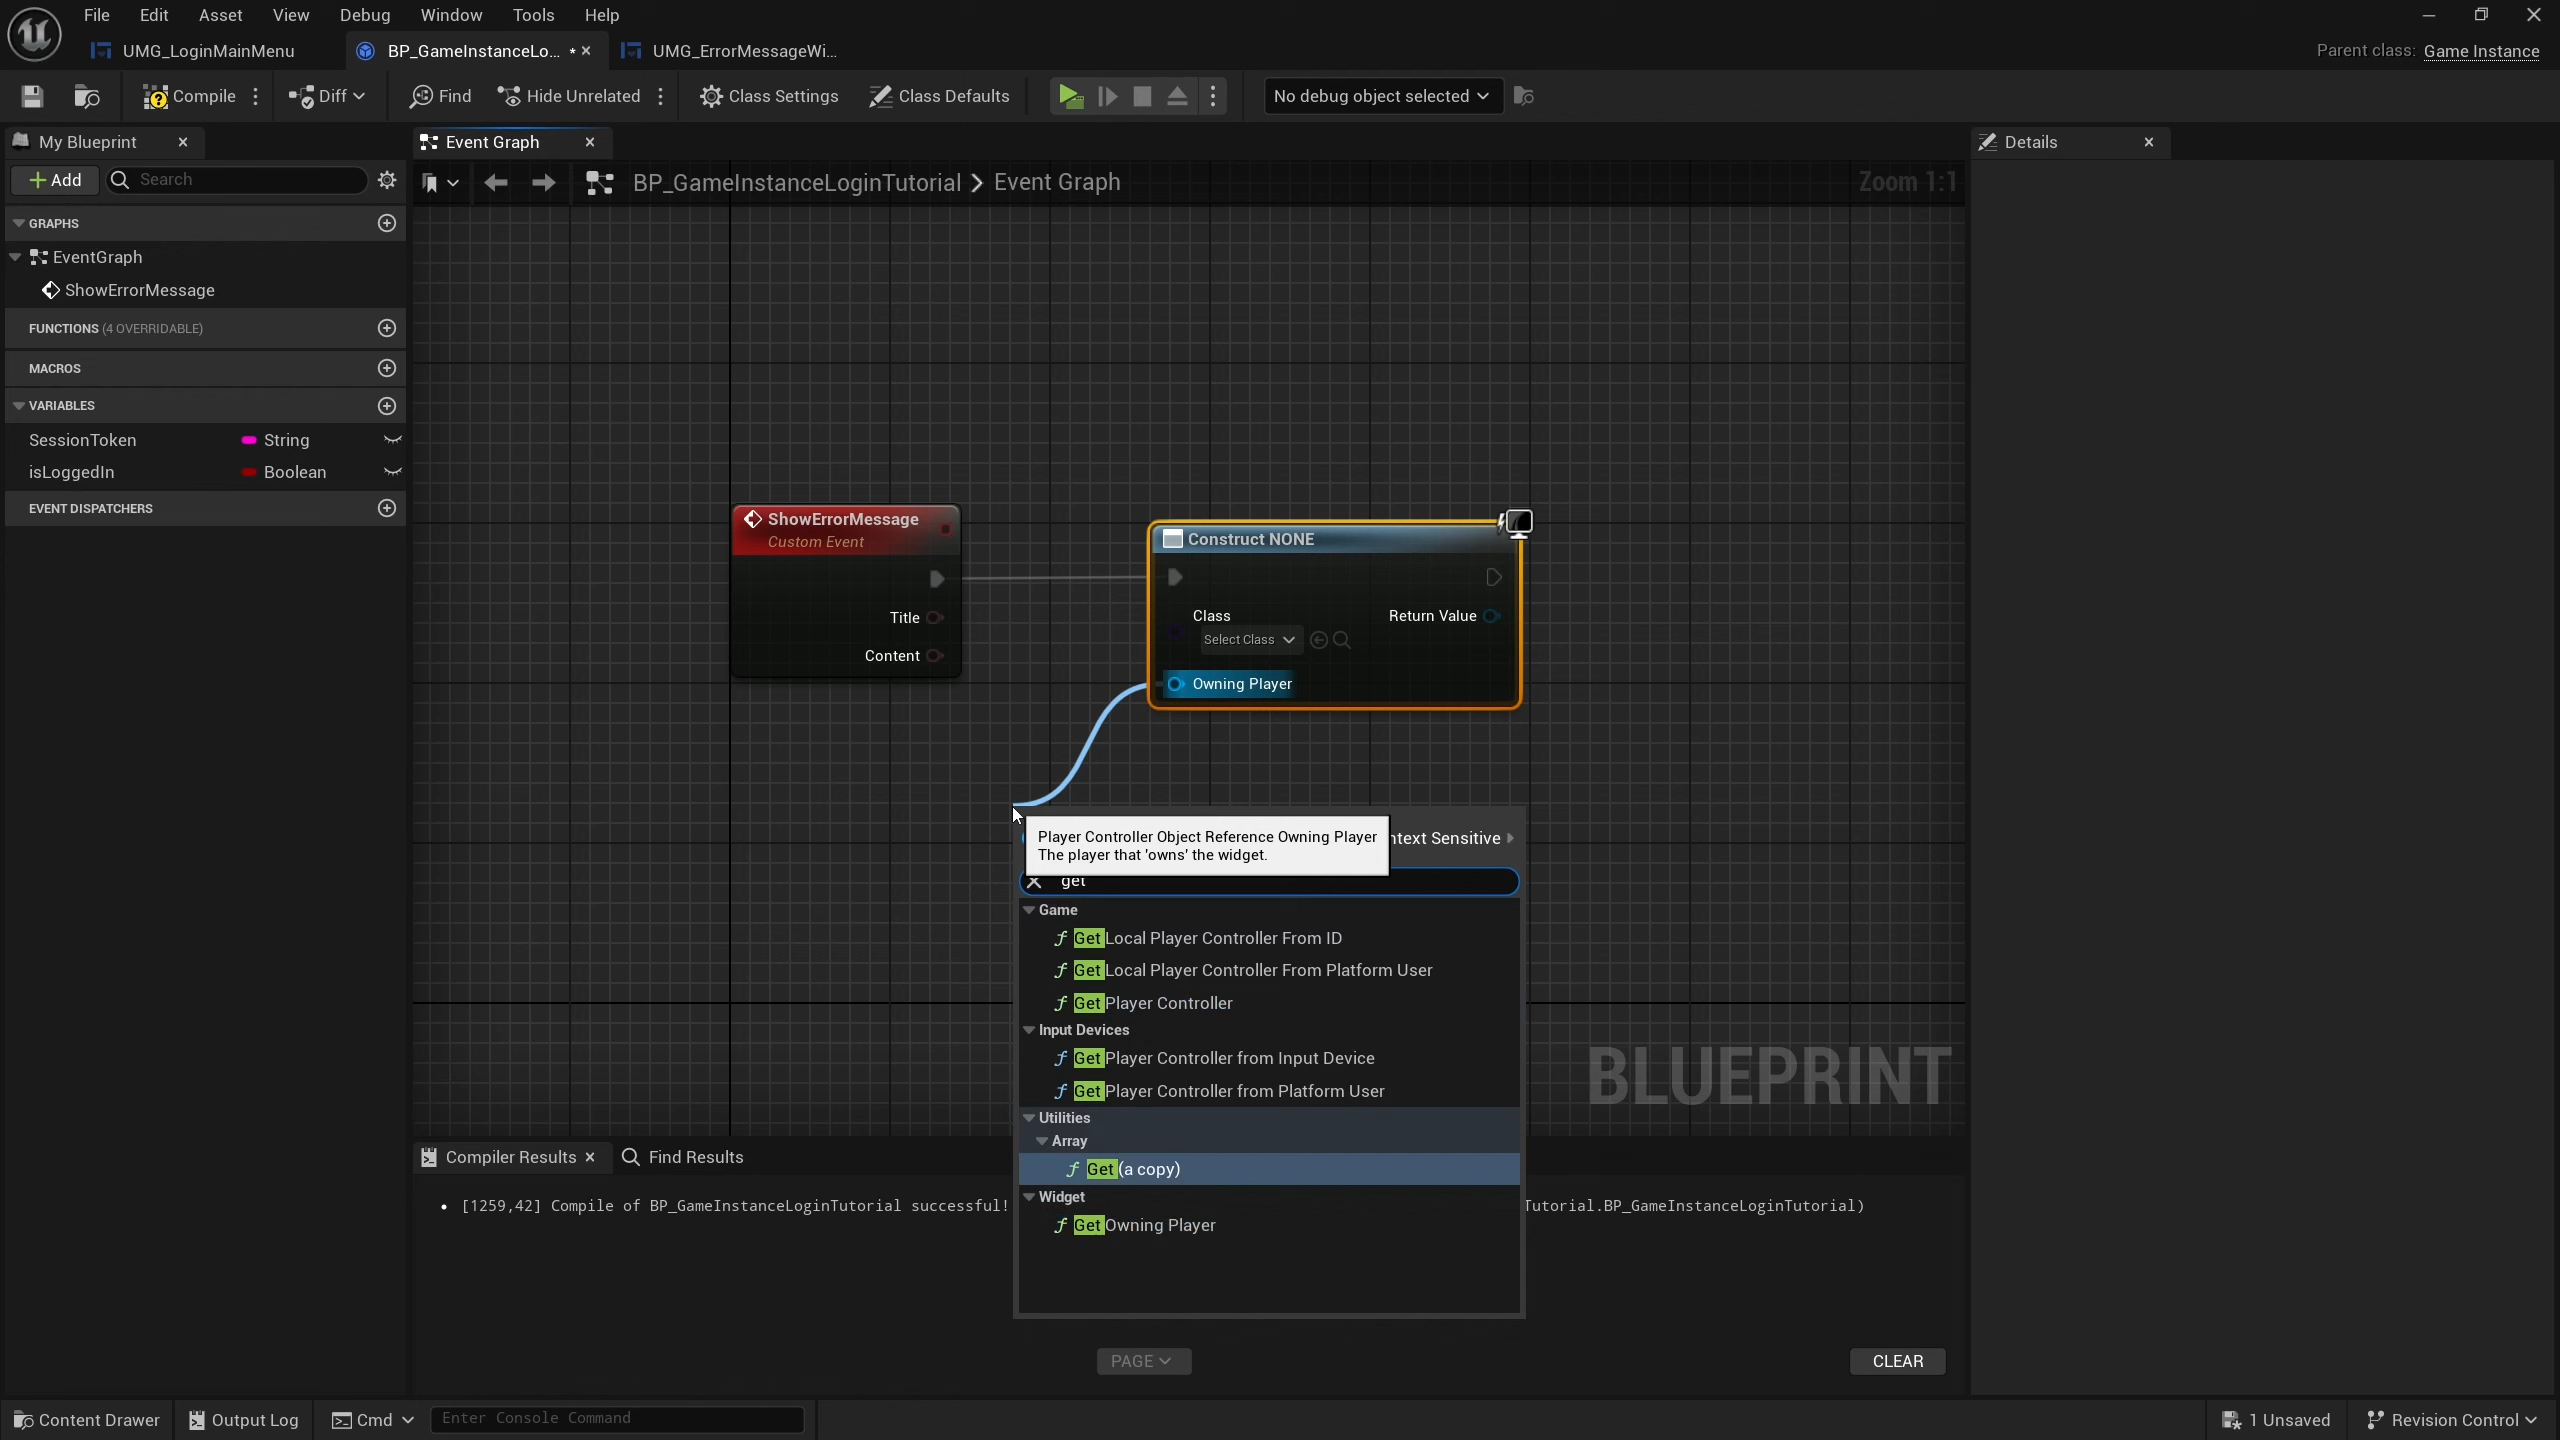 File Edit Asset View Debug Window Tools Help
UMG_LoginMainMenu
BP_GameInstanceLo... *
UMG_ErrorMessageWi...
Parent class: Game Instance
Compile
Diff
Find
Hide Unrelated
Class Settings
Class Defaults
No debug object selected
My Blueprint
Event Graph
Details
Add
Search
BP_GameInstanceLoginTutorial > Event Graph
Zoom 1:1
GRAPHS
EventGraph
ShowErrorMessage
FUNCTIONS (4 OVERRIDABLE)
MACROS
VARIABLES
SessionToken String
isLoggedIn Boolean
EVENT DISPATCHERS
ShowErrorMessage
Custom Event
Title
Content
Construct NONE
Class
Select Class
Return Value
Owning Player
Player Controller Object Reference Owning Player
The player that 'owns' the widget.
ntext Sensitive
get
Game
Get Local Player Controller From ID
Get Local Player Controller From Platform User
Get Player Controller
Input Devices
Get Player Controller from Input Device
Get Player Controller from Platform User
Utilities
Array
Get (a copy)
Widget
Get Owning Player
BLUEPRINT
Compiler Results
Find Results
[1259,42] Compile of BP_GameInstanceLoginTutorial successful! Tutorial.BP_GameInstanceLoginTutorial)
PAGE
CLEAR
Content Drawer
Output Log
Cmd
Enter Console Command
1 Unsaved
Revision Control